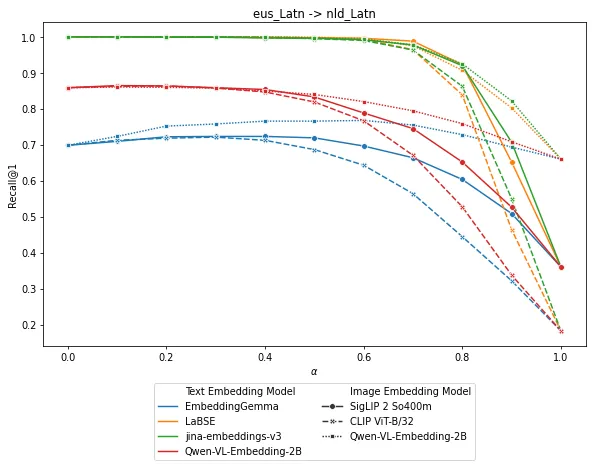 eus_Latn -> nld_Latn
Recall@1
1.0
0.9
0.8
0.7
0.6
0.5
0.4
0.3
0.2
0.0 0.2 0.4 0.6 0.8 1.0
α
Text Embedding Model
EmbeddingGemma
LaBSE
jina-embeddings-v3
Qwen-VL-Embedding-2B
Image Embedding Model
SigLIP 2 So400m
CLIP ViT-B/32
Qwen-VL-Embedding-2B